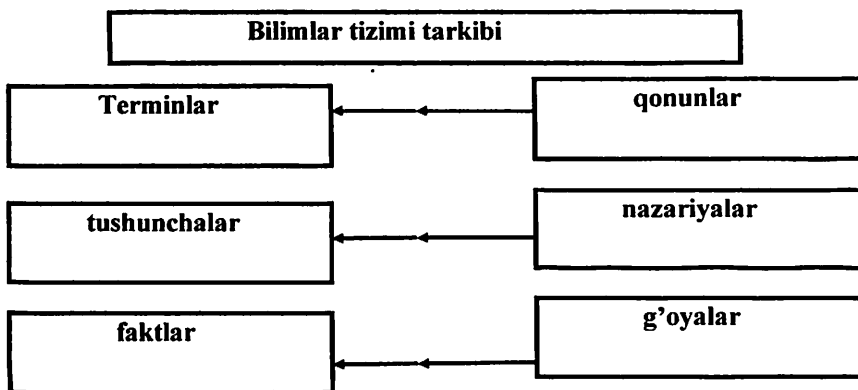 Bilimlar tizimi tarkibi
Terminlar
qonunlar
tushunchalar
nazariyalar
faktlar
g’oyalar